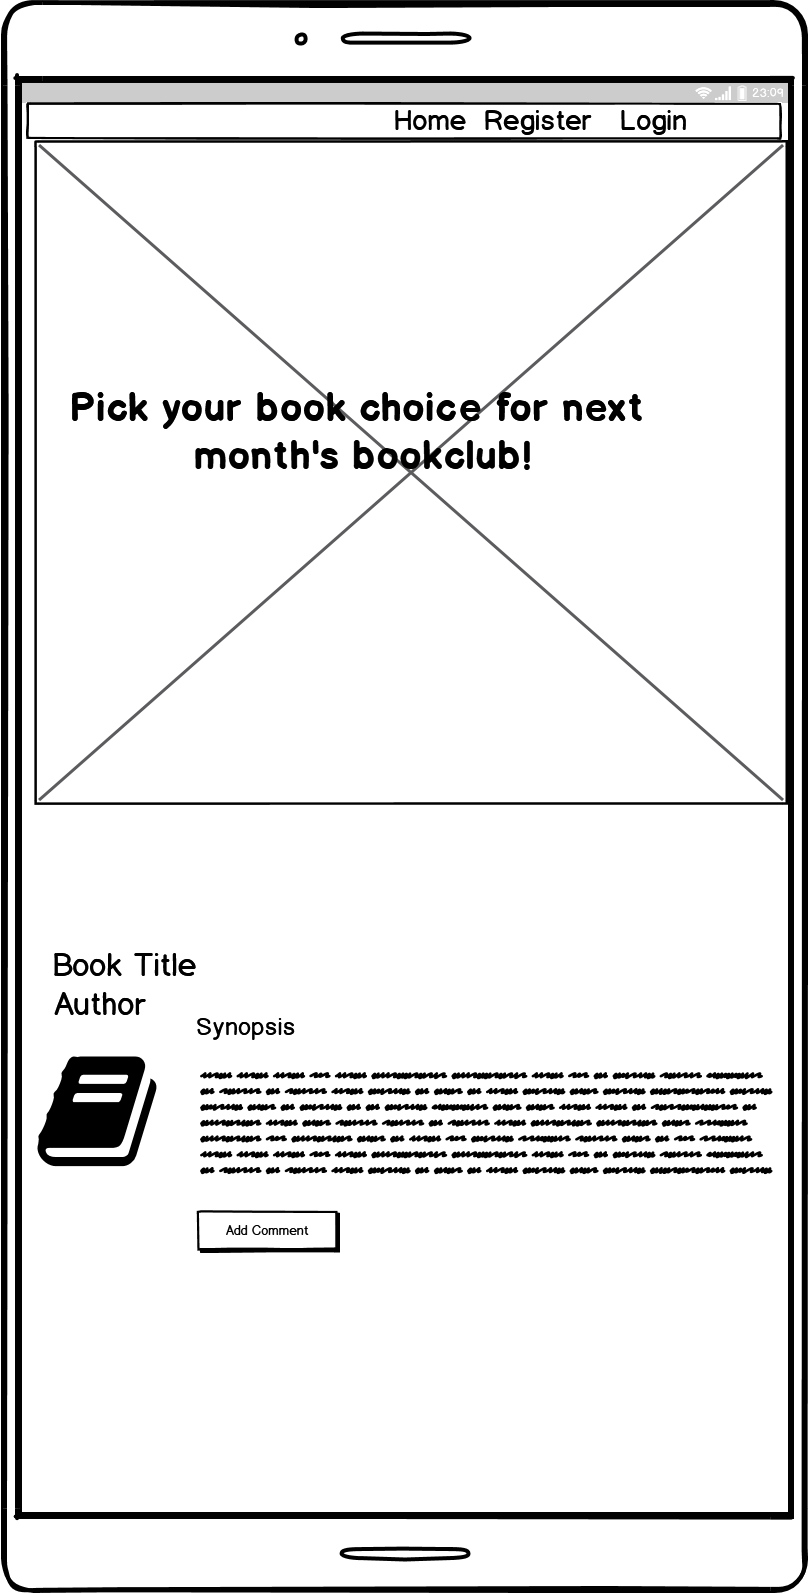 23:09
Home Register Login
Pick your book choice for next
month's bookclub!
Book Title
Author
Synopsis
Add Comment